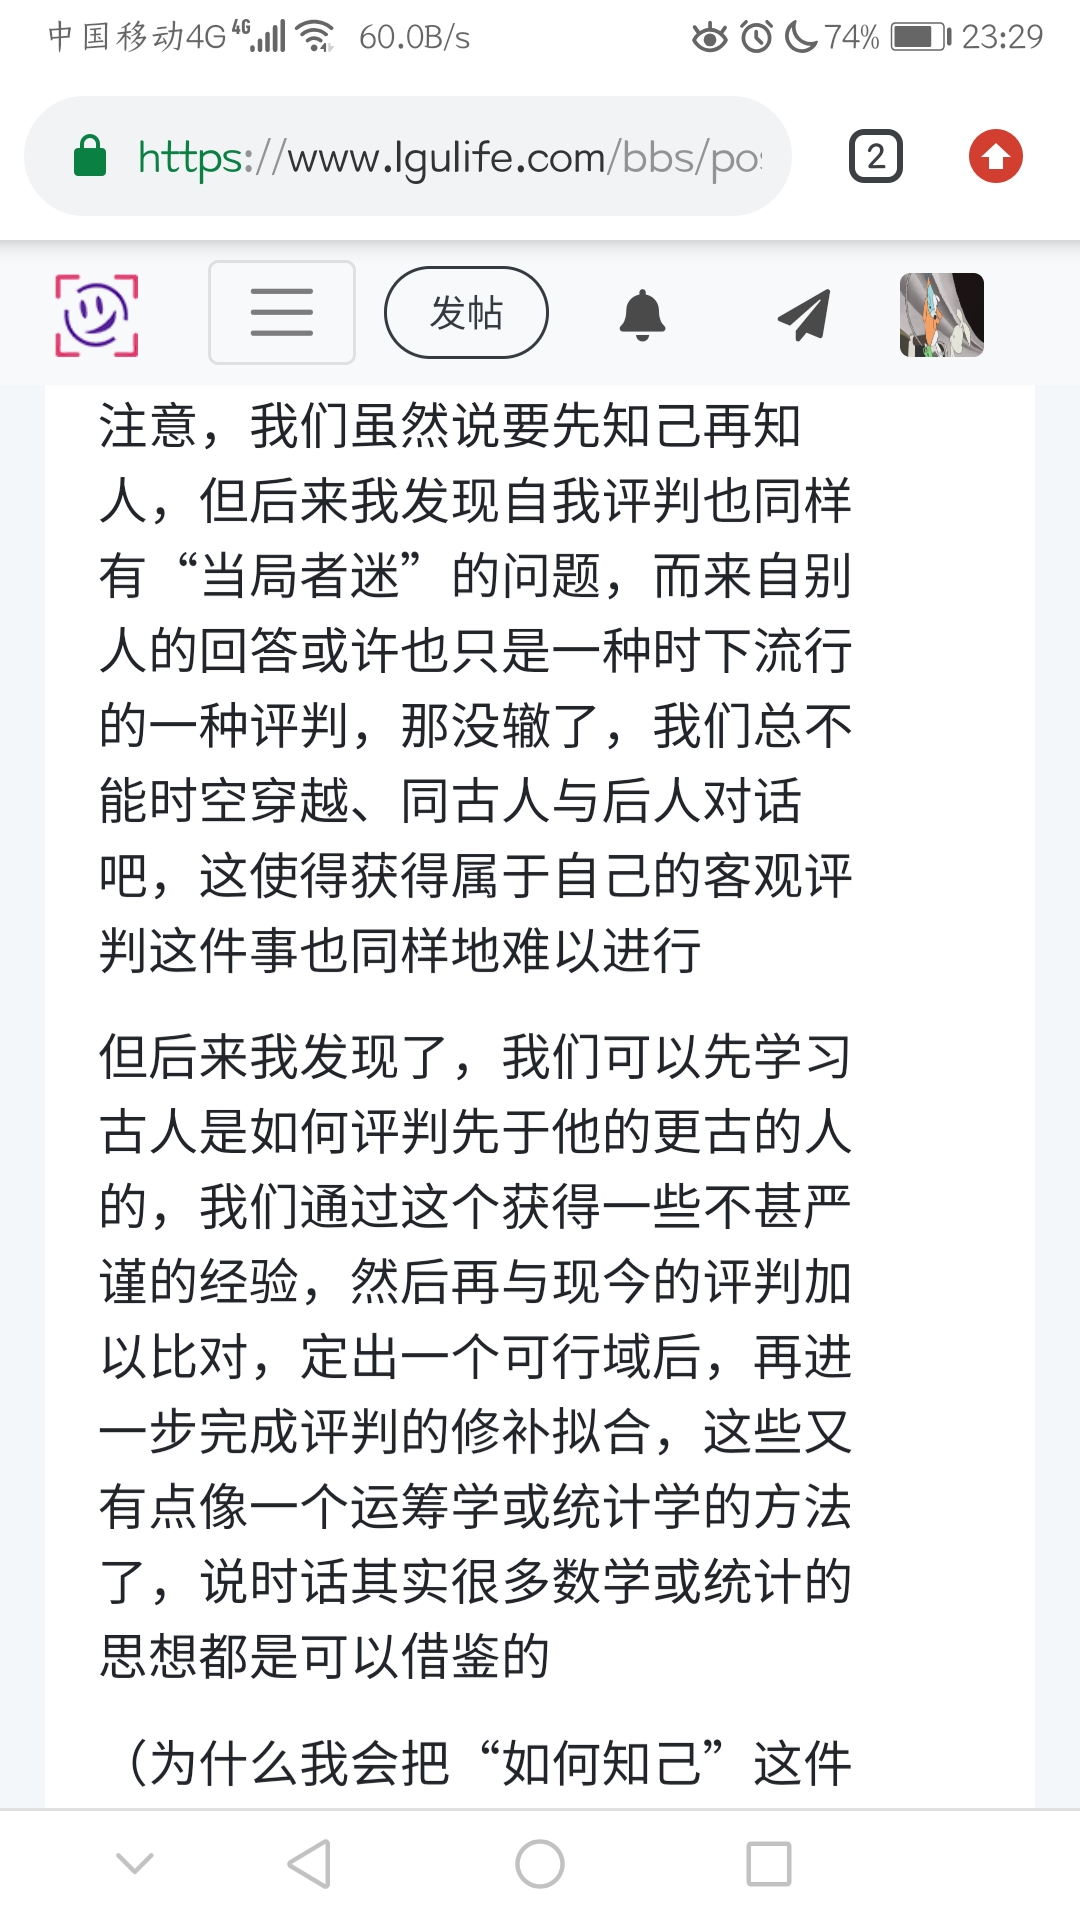 中国移动4G 4G 60.0B/s 74% 23:29
https://www.lgulife.com/bbs/po
2
发帖
注意，我们虽然说要先知己再知
人，但后来我发现自我评判也同样
有“当局者迷”的问题，而来自别
人的回答或许也只是一种时下流行
的一种评判，那没辙了，我们总不
能时空穿越、同古人与后人对话
吧，这使得获得属于自己的客观评
判这件事也同样地难以进行
但后来我发现了，我们可以先学习
古人是如何评判先于他的更古的人
的，我们通过这个获得一些不甚严
谨的经验，然后再与现今的评判加
以比对，定出一个可行域后，再进
一步完成评判的修补拟合，这些又
有点像一个运筹学或统计学的方法
了，说时话其实很多数学或统计的
思想都是可以借鉴的
（为什么我会把“如何知己”这件